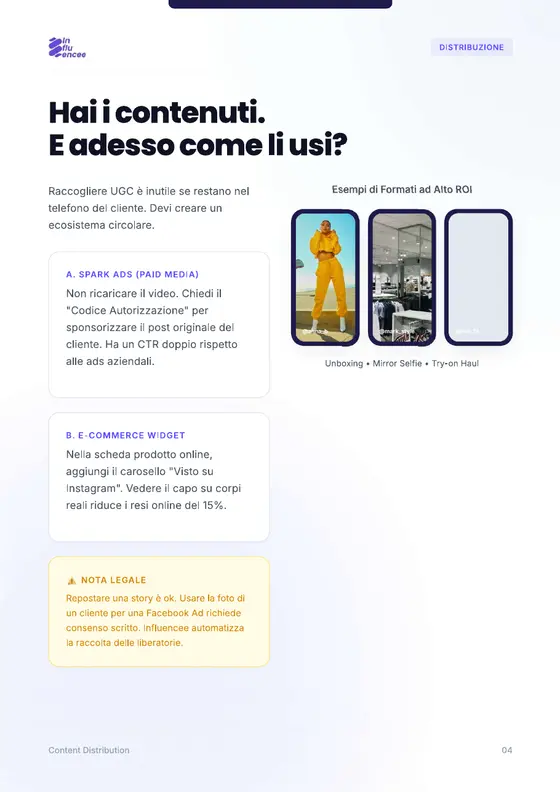 In
flu
encee
DISTRIBUZIONE
Hai i contenuti.
E adesso come li usi?
Raccogliere UGC è inutile se restano nel
telefono del cliente. Devi creare un
ecosistema circolare.
A. SPARK ADS (PAID MEDIA)
Non ricaricare il video. Chiedi il
"Codice Autorizzazione" per
sponsorizzare il post originale del
cliente. Ha un CTR doppio rispetto
alle ads aziendali.
B. E-COMMERCE WIDGET
Nella scheda prodotto online,
aggiungi il carosello "Visto su
Instagram". Vedere il capo su corpi
reali riduce i resi online del 15%.
⚠️ NOTA LEGALE
Repostare una story è ok. Usare la foto di
un cliente per una Facebook Ad richiede
consenso scritto. Influencee automatizza
la raccolta delle liberatorie.
Esempi di Formati ad Alto ROI
Unboxing • Mirror Selfie • Try-on Haul
Content Distribution
04